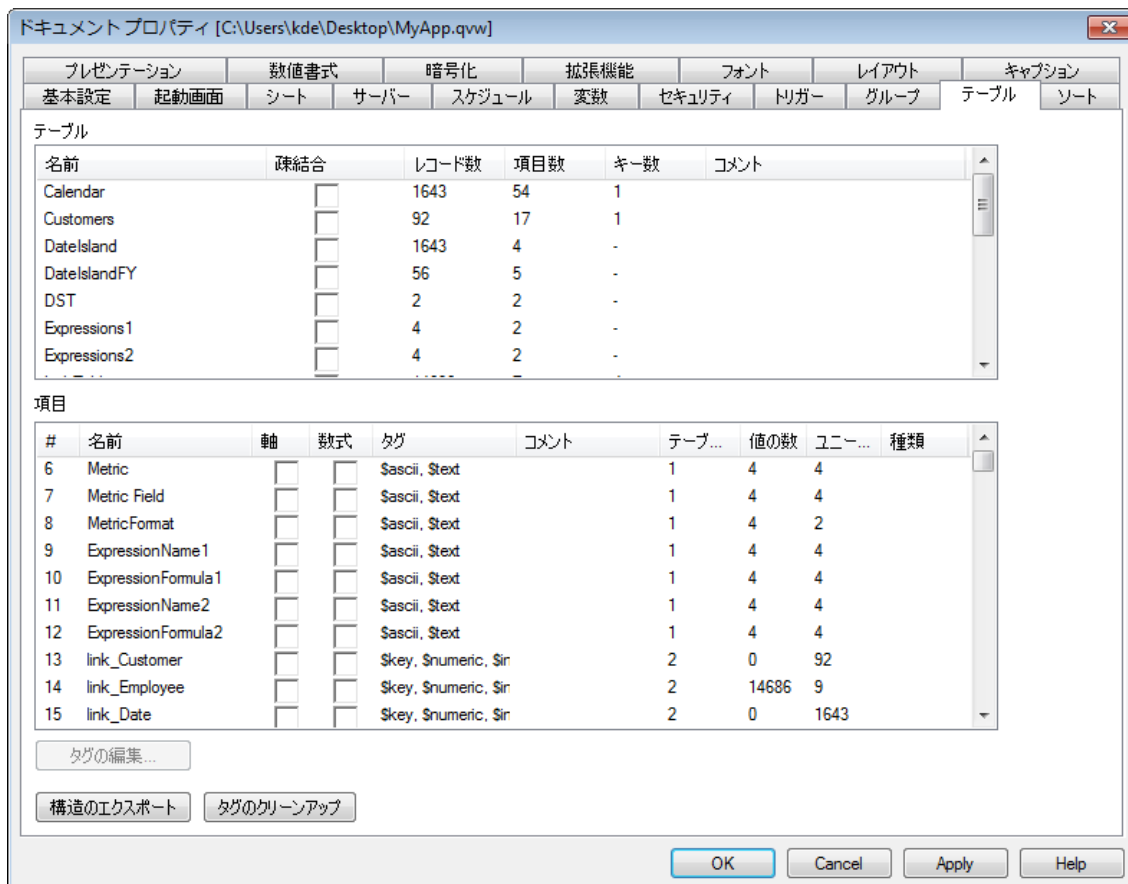 ドキュメント プロパティ [C:\Users\kde\Desktop\MyApp.qvw]
プレゼンテーション 数値書式 暗号化 拡張機能 フォント レイアウト キャプション
基本設定 起動画面 シート サーバー スケジュール 変数 セキュリティ トリガー グループ テーブル ソート
テーブル
名前 疎結合 レコード数 項目数 キー数 コメント
Calendar 1643 54 1
Customers 92 17 1
DateIsland 1643 4 -
DateIslandFY 56 5 -
DST 2 2 -
Expressions1 4 2 -
Expressions2 4 2 -
項目
# 名前 軸 数式 タグ コメント テーブ... 値の数 ユニー... 種類
6 Metric $ascii, $text 1 4 4
7 Metric Field $ascii, $text 1 4 4
8 MetricFormat $ascii, $text 1 4 2
9 ExpressionName1 $ascii, $text 1 4 4
10 ExpressionFormula1 $ascii, $text 1 4 4
11 ExpressionName2 $ascii, $text 1 4 4
12 ExpressionFormula2 $ascii, $text 1 4 4
13 link_Customer $key, $numeric, $in 2 0 92
14 link_Employee $key, $numeric, $in 2 14686 9
15 link_Date $key, $numeric, $in 2 0 1643
タグの編集...
構造のエクスポート タグのクリーンアップ
OK Cancel Apply Help